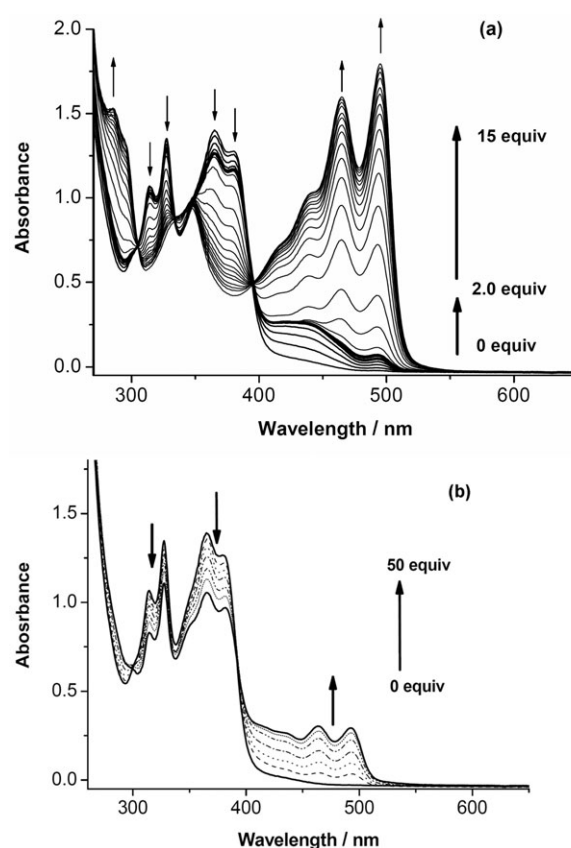 (a)
2.0
1.5
1.0
0.5
0.0
Absorbance
15 equiv
2.0 equiv
0 equiv
300 400 500 600
Wavelength / nm
(b)
1.5
1.0
0.5
0.0
Abosrbance
50 equiv
0 equiv
300 400 500 600
Wavelength / nm